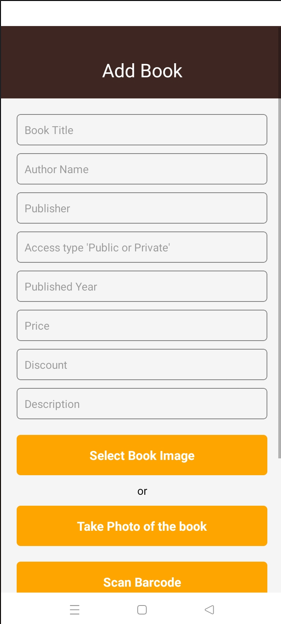 Add Book
Book Title
Author Name
Publisher
Access type 'Public or Private'
Published Year
Price
Discount
Description
Select Book Image
or
Take Photo of the book
Scan Barcode